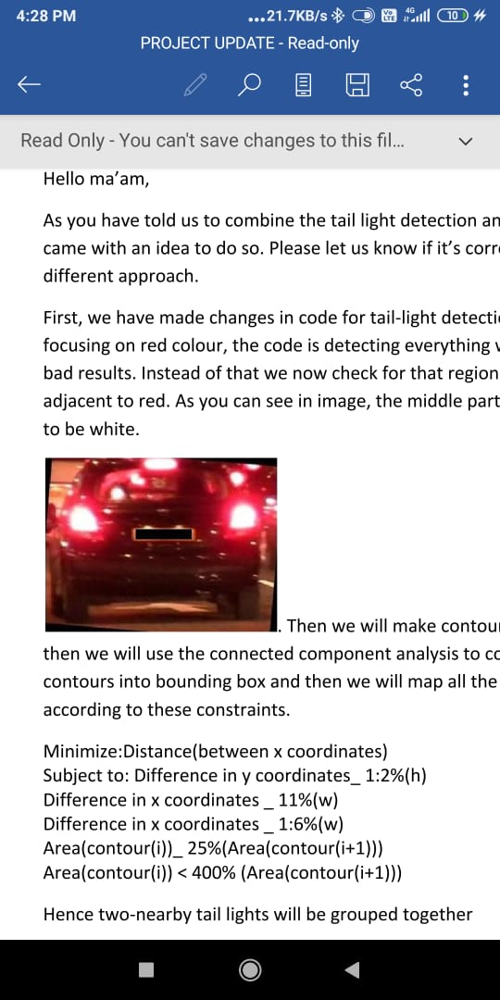 4:28 PM
...21.7KB/s
Vo LTE
4G
10
PROJECT UPDATE - Read-only
Read Only - You can't save changes to this fil...
Hello ma'am,
As you have told us to combine the tail light detection an
came with an idea to do so. Please let us know if it's corr
different approach.
First, we have made changes in code for tail-light detecti
focusing on red colour, the code is detecting everything
bad results. Instead of that we now check for that region
adjacent to red. As you can see in image, the middle part
to be white.
. Then we will make contou
then we will use the connected component analysis to co
contours into bounding box and then we will map all the
according to these constraints.
Minimize:Distance(between x coordinates)
Subject to: Difference in y coordinates_ 1:2%(h)
Difference in x coordinates _ 11%(w)
Difference in x coordinates _ 1:6%(w)
Area(contour(i))_ 25%(Area(contour(i+1)))
Area(contour(i)) < 400% (Area(contour(i+1)))
Hence two-nearby tail lights will be grouped together